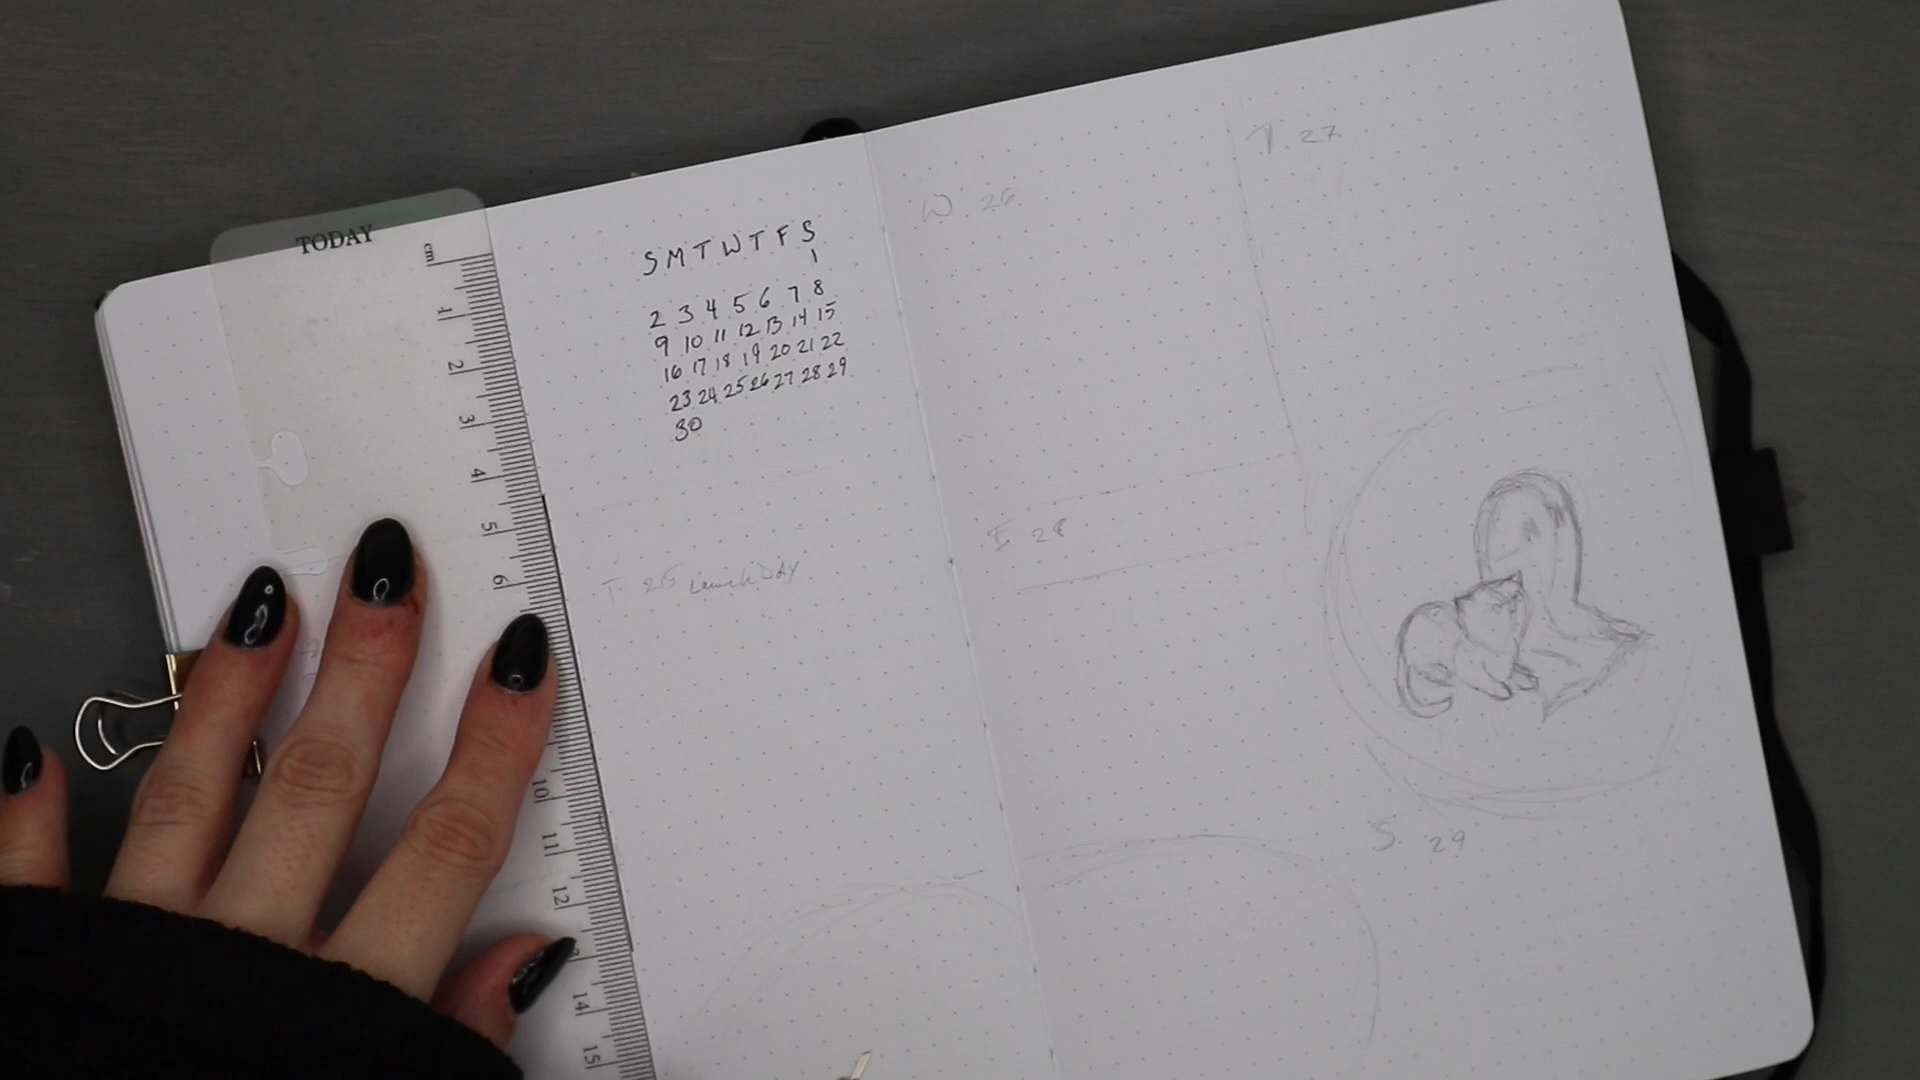 TODAY
cm
1
2
3
4
5
6
10
11
12
14
15
S M T W T F S
1
2 3 4 5 6 7 8
9 10 11 12 13 14 15
16 17 18 19 20 21 22
23 24 25 26 27 28 29
30
T 25 Launch DAY
W. 26
T. 27
F 28
S. 29